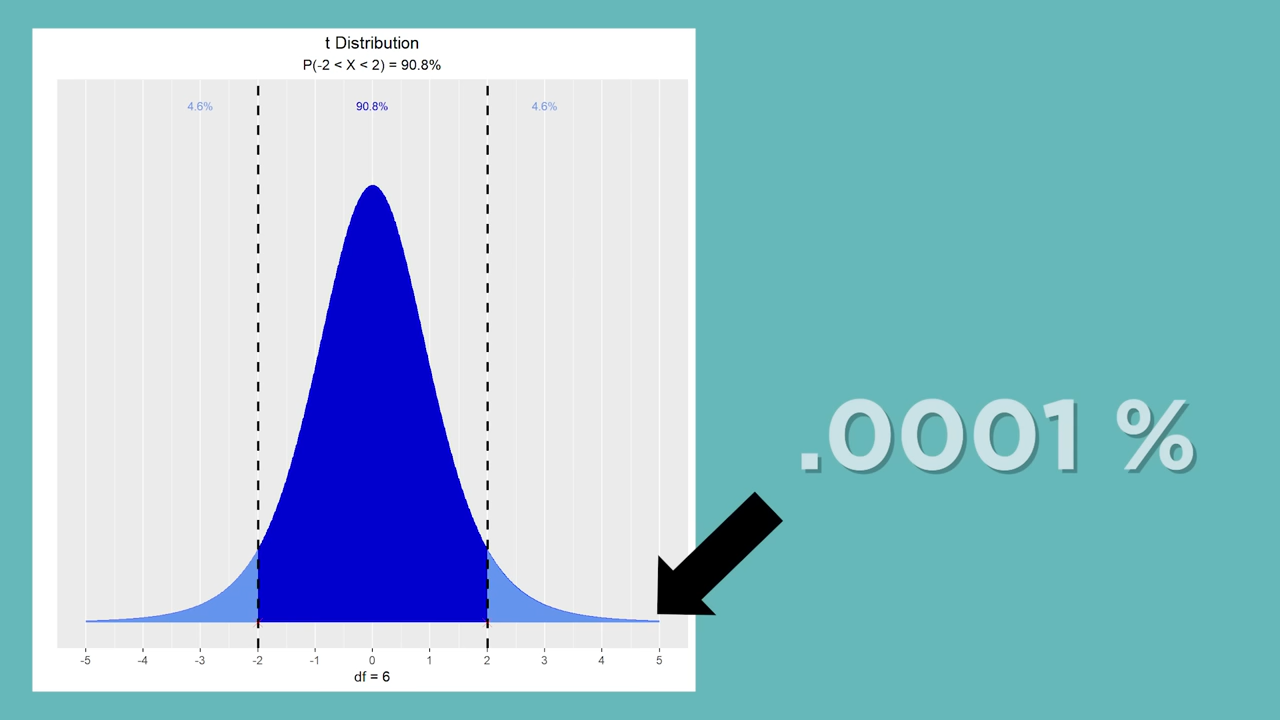 t Distribution
P(-2 < X < 2) = 90.8%
4.6% 90.8% 4.6%
.0001 %
-5 -4 -3 -2 -1 0 1 2 3 4 5
df = 6